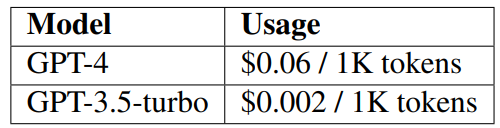 Model Usage
GPT-4 $0.06 / 1K tokens
GPT-3.5-turbo $0.002 / 1K tokens